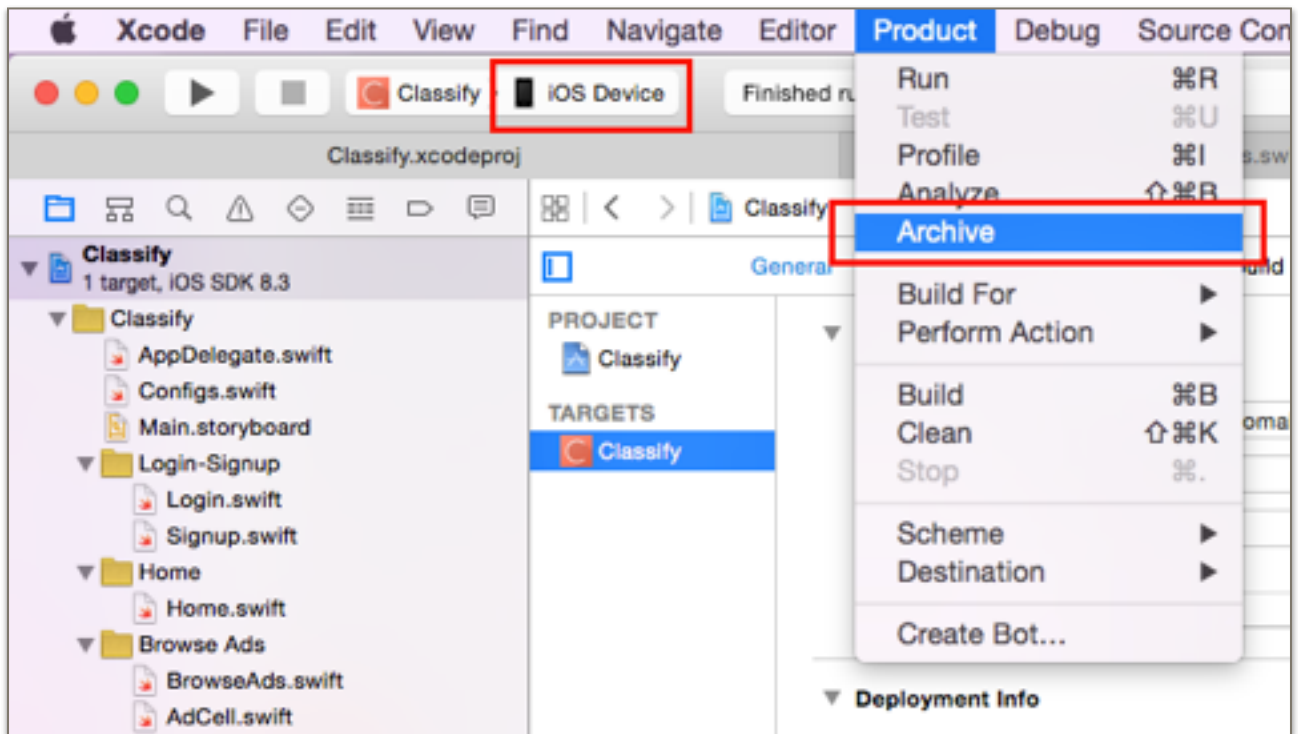 Xcode File Edit View Find Navigate Editor Product Debug Source Con
Classify iOS Device Finished ru
Classify.xcodeproj
s.sw
Classify
Classify
1 target, iOS SDK 8.3
General
Classify
AppDelegate.swift
Configs.swift
Main.storyboard
Login-Signup
Login.swift
Signup.swift
Home
Home.swift
Browse Ads
BrowseAds.swift
AdCell.swift
PROJECT
Classify
TARGETS
C Classify
Run ⌘R
Test ⌘U
Profile ⌘I
Analyze ⇧⌘B
Archive
Build For ▶
Perform Action ▶
Build ⌘B
Clean ⇧⌘K
Stop ⌘.
Scheme ▶
Destination ▶
Create Bot...
oma
Deployment Info